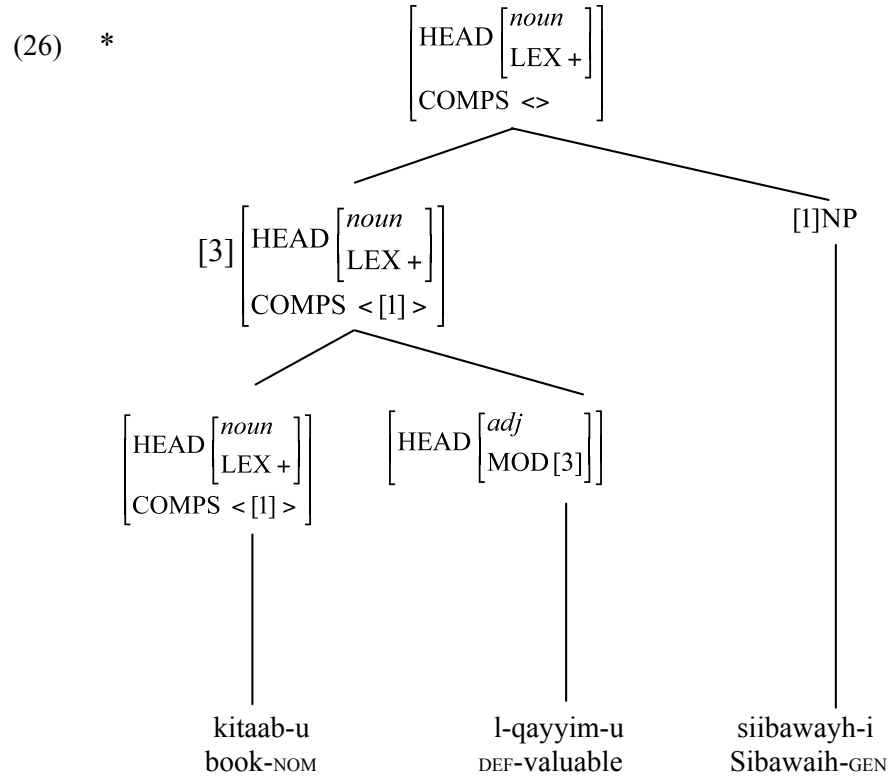 (26) *
HEAD [noun
LEX +]
COMPS <>
[3] HEAD [noun
LEX +]
COMPS < [1] >
[1]NP
HEAD [noun
LEX +]
COMPS < [1] >
HEAD [adj
MOD [3]]
kitaab-u l-qayyim-u siibawayh-i
book-NOM DEF-valuable Sibawaih-GEN